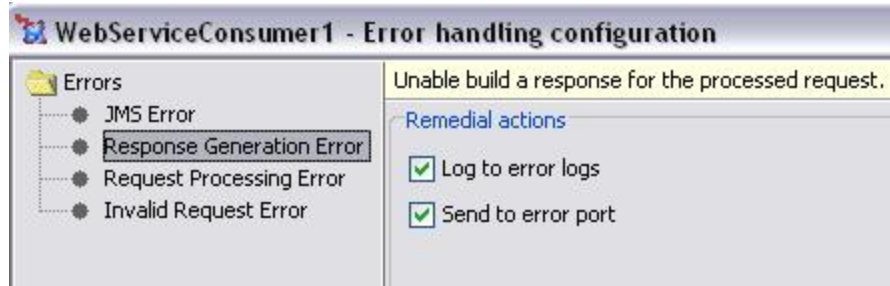 WebServiceConsumer1 - Error handling configuration
Errors
JMS Error
Response Generation Error
Request Processing Error
Invalid Request Error
Unable build a response for the processed request.
Remedial actions
Log to error logs
Send to error port